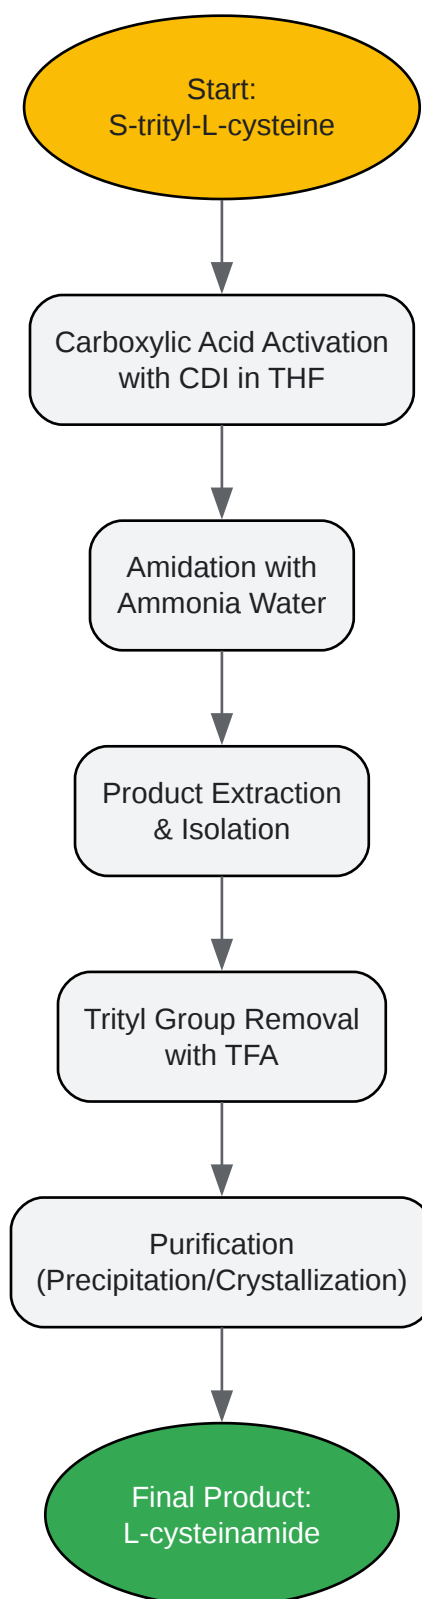 Start:
S-trityl-L-cysteine
Carboxylic Acid Activation
with CDI in THF
Amidation with
Ammonia Water
Product Extraction
& Isolation
Trityl Group Removal
with TFA
Purification
(Precipitation/Crystallization)
Final Product:
L-cysteinamide